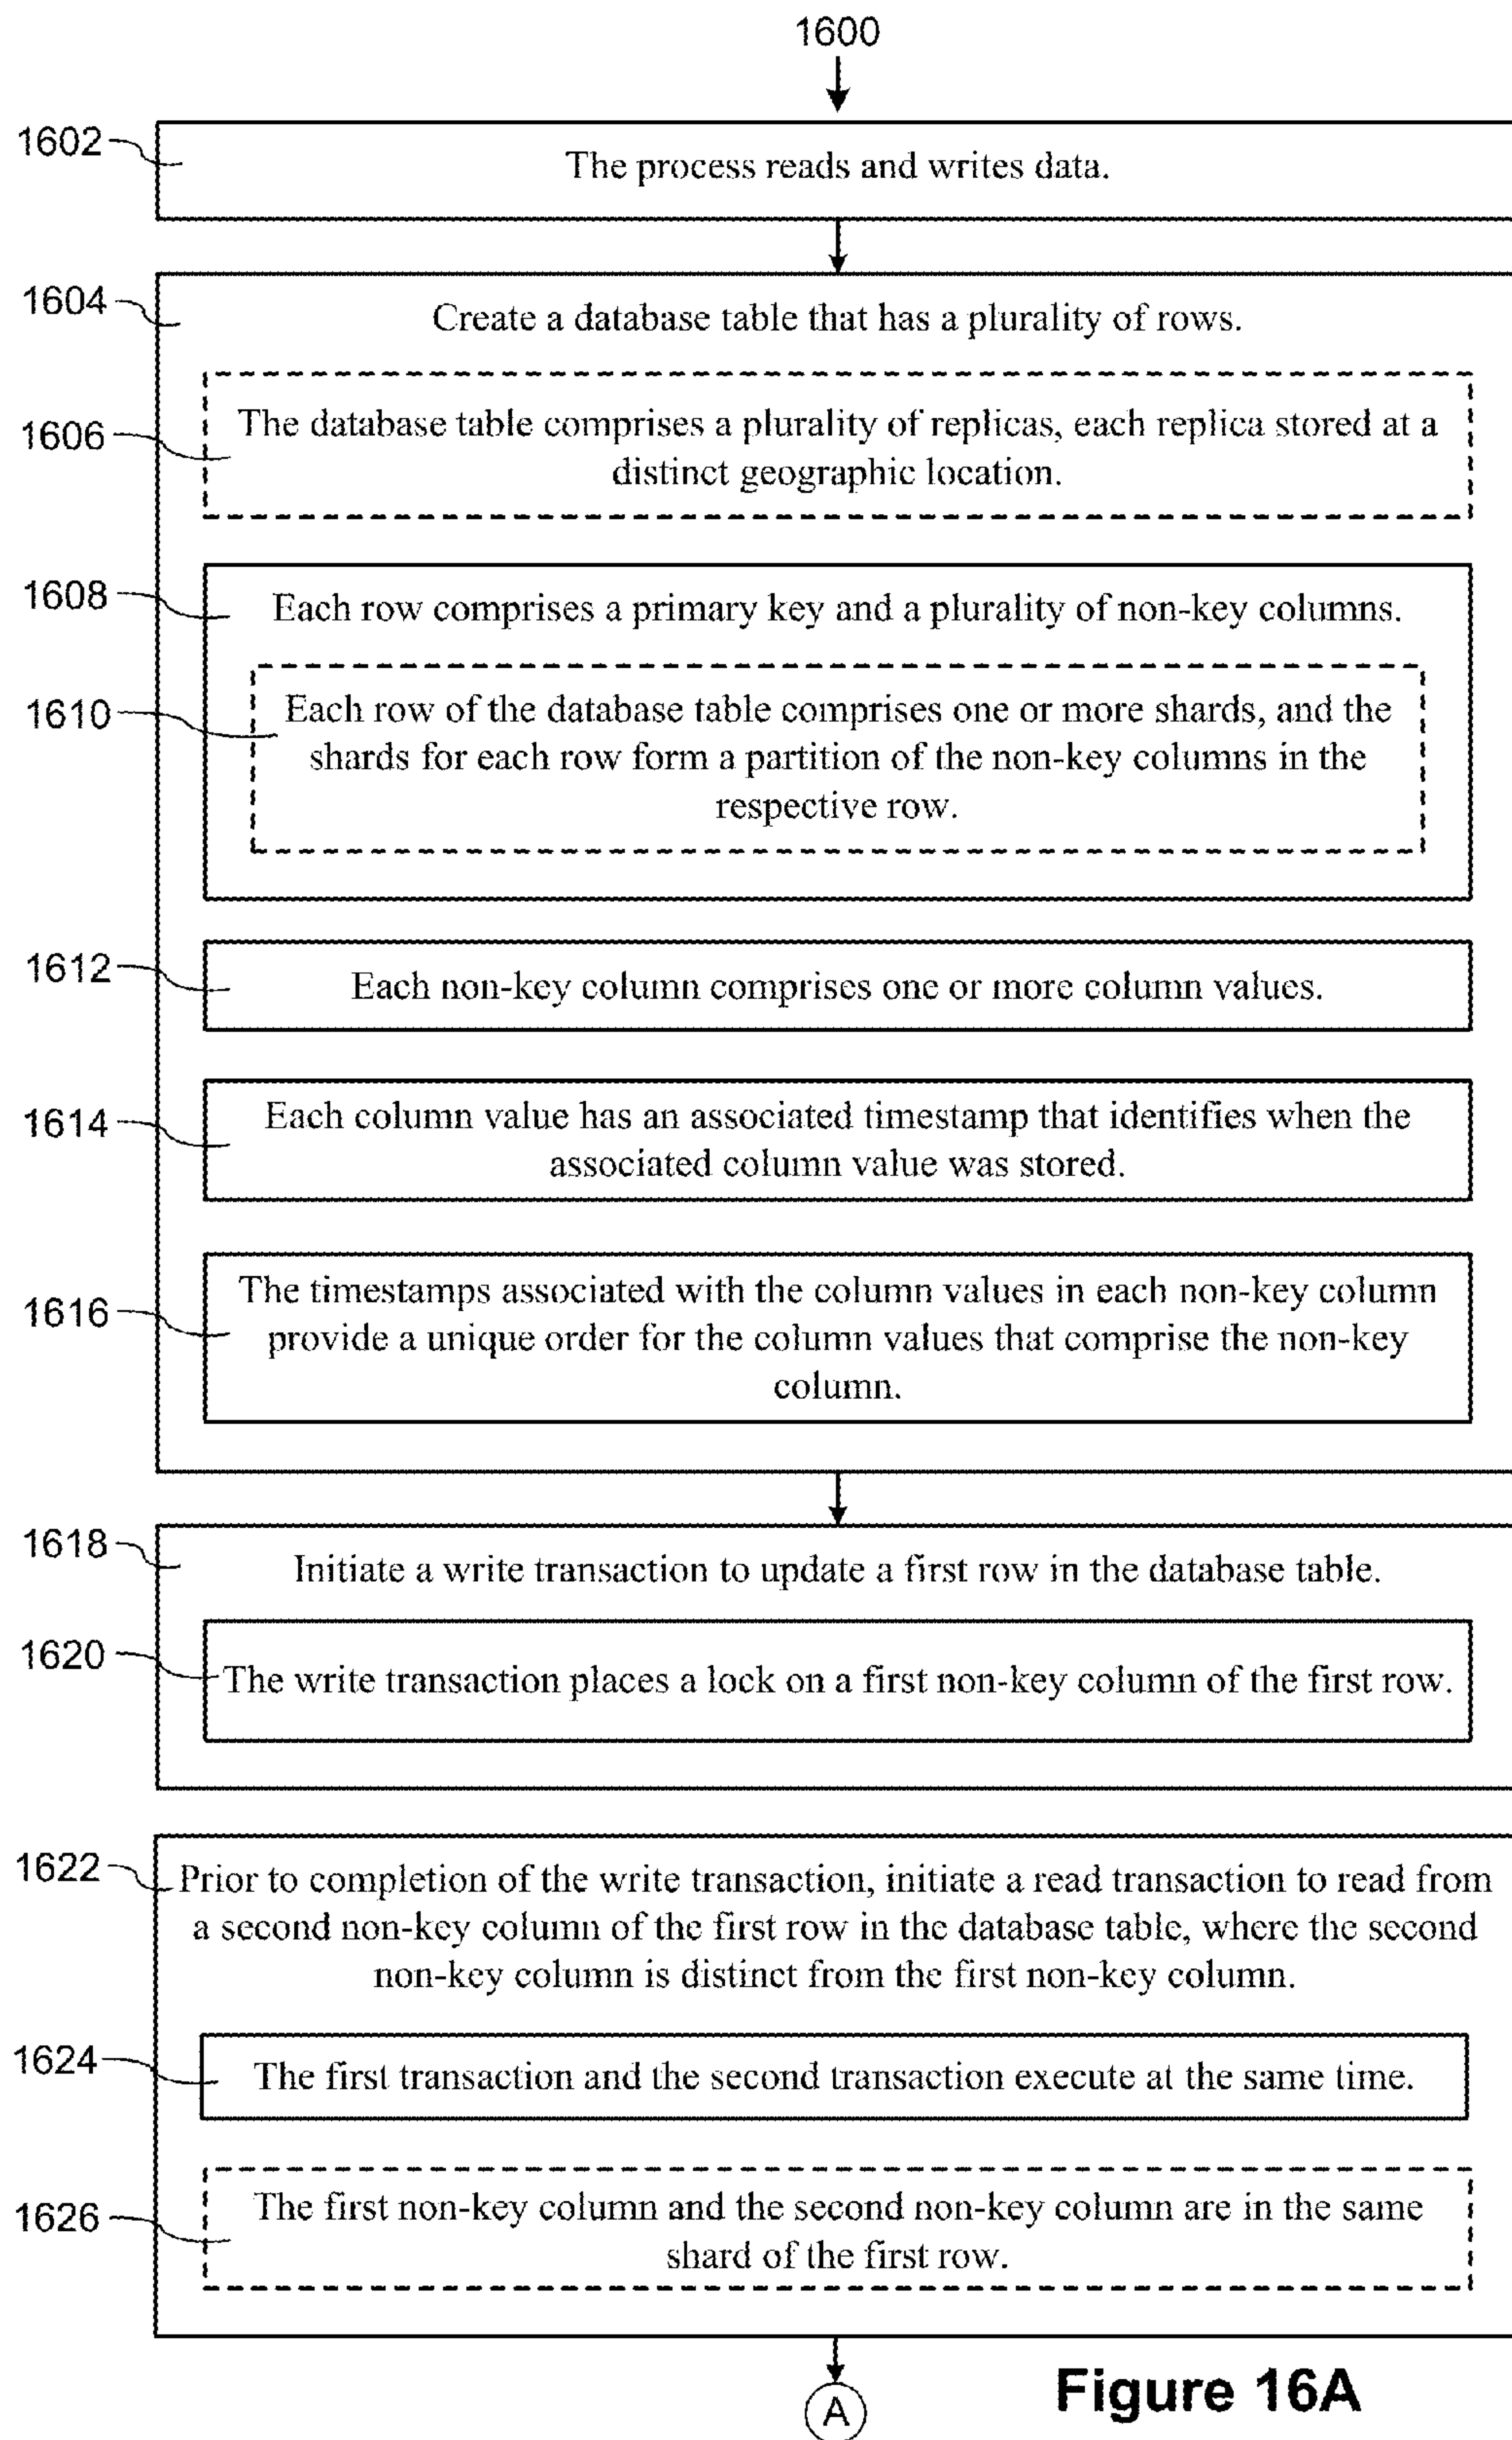 1600
1602
The process reads and writes data.
1604
Create a database table that has a plurality of rows.
1606
The database table comprises a plurality of replicas, each replica stored at a
distinct geographic location.
1608
Each row comprises a primary key and a plurality of non-key columns.
1610
Each row of the database table comprises one or more shards, and the
shards for each row form a partition of the non-key columns in the
respective row.
1612
Each non-key column comprises one or more column values.
1614
Each column value has an associated timestamp that identifies when the
associated column value was stored.
1616
The timestamps associated with the column values in each non-key column
provide a unique order for the column values that comprise the non-key
column.
1618
Initiate a write transaction to update a first row in the database table.
1620
The write transaction places a lock on a first non-key column of the first row.
1622
Prior to completion of the write transaction, initiate a read transaction to read from
a second non-key column of the first row in the database table, where the second
non-key column is distinct from the first non-key column.
1624
The first transaction and the second transaction execute at the same time.
1626
The first non-key column and the second non-key column are in the same
shard of the first row.
A
Figure 16A